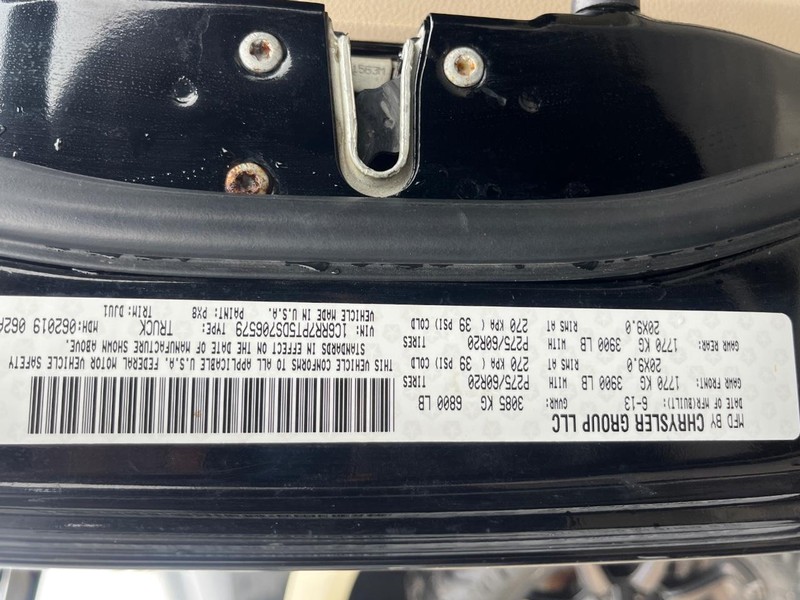 MFD BY CHRYSLER GROUP LLC
DATE OF MFR(BUILT): 6-13 GVWR: 3085 KG 6800 LB
GAWR FRONT: 1770 KG 3900 LB WITH P275/60R20 TIRES
20X9.0 RIMS AT 270 KPA ( 39 PSI) COLD
GAWR REAR: 1770 KG 3900 LB WITH P275/60R20 TIRES
20X9.0 RIMS AT 270 KPA ( 39 PSI) COLD
THIS VEHICLE CONFORMS TO ALL APPLICABLE U.S.A. FEDERAL MOTOR VEHICLE SAFETY
STANDARDS IN EFFECT ON THE DATE OF MANUFACTURE SHOWN ABOVE.
VIN: 1C6RR7PT5DS706579 TYPE: TRUCK MDH: 062019 062A
VEHICLE MADE IN U.S.A. PAINT: PX8 TRIM: DJU1